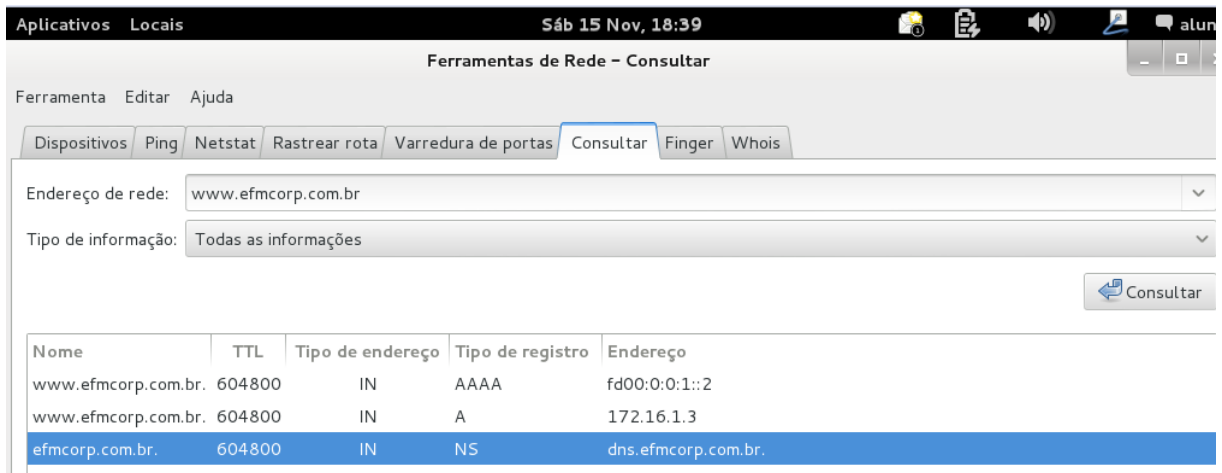 Aplicativos Locais Sáb 15 Nov, 18:39 alun
Ferramentas de Rede - Consultar
Ferramenta Editar Ajuda
Dispositivos Ping Netstat Rastrear rota Varredura de portas Consultar Finger Whois
Endereço de rede: www.efmcorp.com.br
Tipo de informação: Todas as informações
Consultar
Nome TTL Tipo de endereço Tipo de registro Endereço
www.efmcorp.com.br. 604800 IN AAAA fd00:0:0:1::2
www.efmcorp.com.br. 604800 IN A 172.16.1.3
efmcorp.com.br. 604800 IN NS dns.efmcorp.com.br.